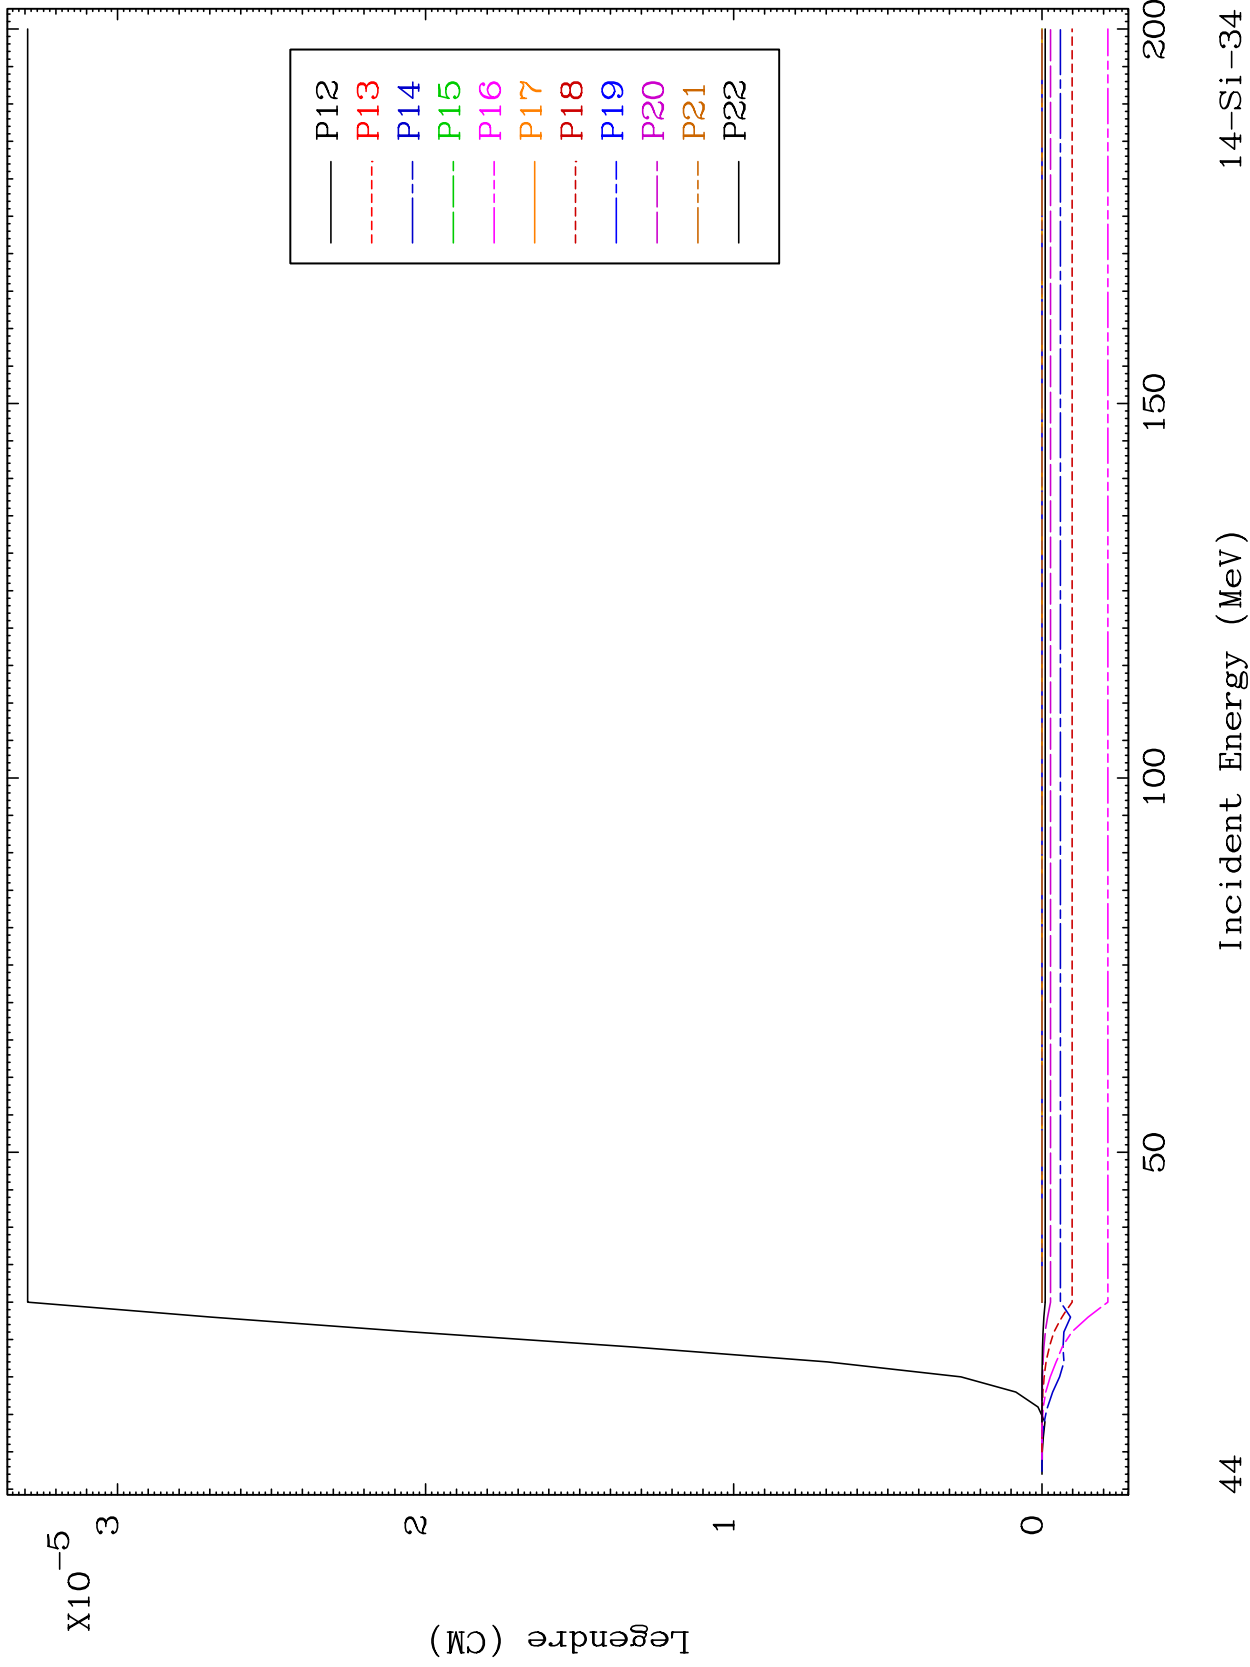 X10-5
3
2
1
0
Legendre (CM)
P12
P13
P14
P15
P16
P17
P18
P19
P20
P21
P22
50
100
150
200
Incident Energy (MeV)
44
14-Si-34